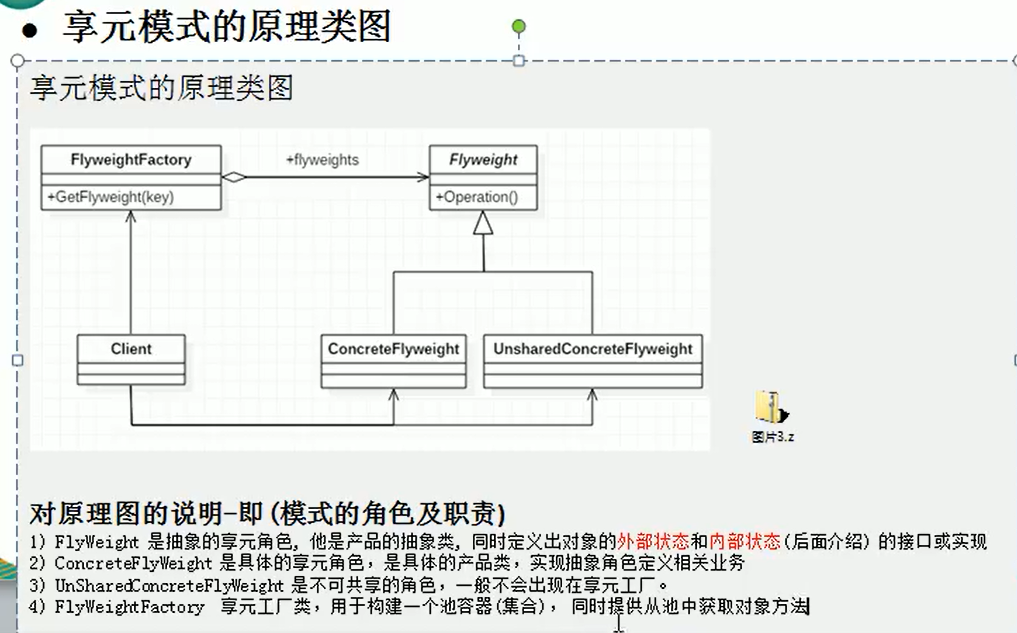 ● 享元模式的原理类图
享元模式的原理类图
FlyweightFactory
+GetFlyweight(key)
+flyweights
Flyweight
+Operation()
Client
ConcreteFlyweight
UnsharedConcreteFlyweight
图片3.z
对原理图的说明-即(模式的角色及职责)
1) FlyWeight 是抽象的享元角色, 他是产品的抽象类, 同时定义出对象的外部状态和内部状态(后面介绍) 的接口或实现
2) ConcreteFlyWeight 是具体的享元角色，是具体的产品类，实现抽象角色定义相关业务
3) UnSharedConcreteFlyWeight 是不可共享的角色，一般不会出现在享元工厂。
4) FlyWeightFactory 享元工厂类，用于构建一个池容器(集合)， 同时提供从池中获取对象方法